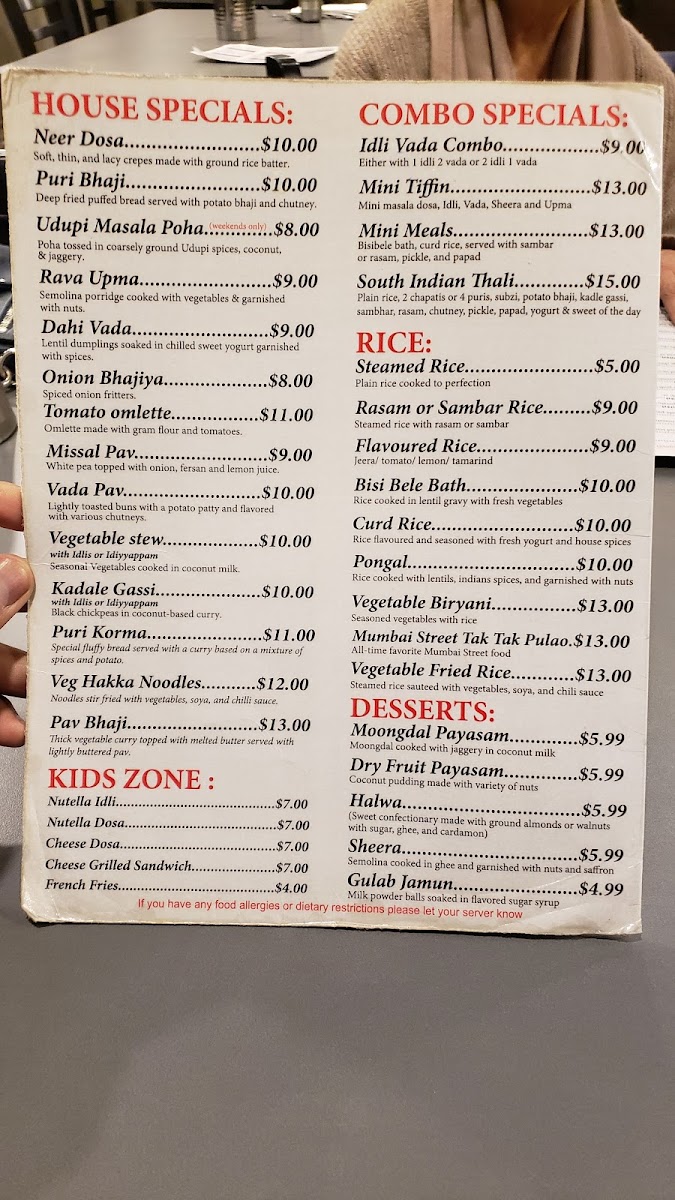 HOUSE SPECIALS:
Neer Dosa.......................$10.00
Soft, thin, and lacy crepes made with ground rice batter.
Puri Bhaji.......................$10.00
Deep fried puffed bread served with potato bhaji and chutney.
Udupi Masala Poha.(weekends only)..............$8.00
Poha tossed in coarsely ground Udupi spices, coconut,
& jaggery.
Rava Upma......................$9.00
Semolina porridge cooked with vegetables & garnished
with nuts.
Dahi Vada.......................$9.00
Lentil dumplings soaked in chilled sweet yogurt garnished
with spices.
Onion Bhajiya..................$8.00
Spiced onion fritters.
Tomato omlette...............$11.00
Omlette made with gram flour and tomatoes.
Missal Pav.......................$9.00
White pea topped with onion, fersan and lemon juice.
Vada Pav.......................$10.00
Lightly toasted buns with a potato patty and flavored
with various chutneys.
Vegetable stew................$10.00
with Idlis or Idiyyappam
Seasonal Vegetables cooked in coconut milk.
Kadale Gassi..................$10.00
with Idlis or Idiyyappam
Black chickpeas in coconut-based curry.
Puri Korma....................$11.00
Special fluffy bread served with a curry based on a mixture of
spices and potato.
Veg Hakka Noodles..........$12.00
Noodles stir fried with vegetables, soya, and chilli sauce.
Pav Bhaji.......................$13.00
Thick vegetable curry topped with melted butter served with
lightly buttered pav.
KIDS ZONE :
Nutella Idli.......................................$7.00
Nutella Dosa.....................................$7.00
Cheese Dosa......................................$7.00
Cheese Grilled Sandwich....................$7.00
French Fries......................................$4.00
COMBO SPECIALS:
Idli Vada Combo.................$9.00
Either with 1 idli 2 vada or 2 idli 1 vada
Mini Tiffin........................$13.00
Mini masala dosa, Idli, Vada, Sheera and Upma
Mini Meals.......................$13.00
Bisibele bath, curd rice, served with sambar
or rasam, pickle, and papad
South Indian Thali............$15.00
Plain rice, 2 chapatis or 4 puris, subzi, potato bhaji, kadle gassi,
sambhar, rasam, chutney, pickle, papad, yogurt & sweet of the day
RICE:
Steamed Rice......................$5.00
Plain rice cooked to perfection
Rasam or Sambar Rice.........$9.00
Steamed rice with rasam or sambar
Flavoured Rice...................$9.00
Jeera/ tomato/ lemon/ tamarind
Bisi Bele Bath...................$10.00
Rice cooked in lentil gravy with fresh vegetables
Curd Rice........................$10.00
Rice flavoured and seasoned with fresh yogurt and house spices
Pongal.............................$10.00
Rice cooked with lentils, indians spices, and garnished with nuts
Vegetable Biryani..............$13.00
Seasoned vegetables with rice
Mumbai Street Tak Tak Pulao.$13.00
All-time favorite Mumbai Street food
Vegetable Fried Rice...........$13.00
Steamed rice sauteed with vegetables, soya, and chili sauce
DESSERTS:
Moongdal Payasam............$5.99
Moongdal cooked with jaggery in coconut milk
Dry Fruit Payasam.............$5.99
Coconut pudding made with variety of nuts
Halwa...............................$5.99
(Sweet confectionary made with ground almonds or walnuts
with sugar, ghee, and cardamon)
Sheera...............................$5.99
Semolina cooked in ghee and garnished with nuts and saffron
Gulab Jamun.....................$4.99
Milk powder balls soaked in flavored sugar syrup
If you have any food allergies or dietary restrictions please let your server know